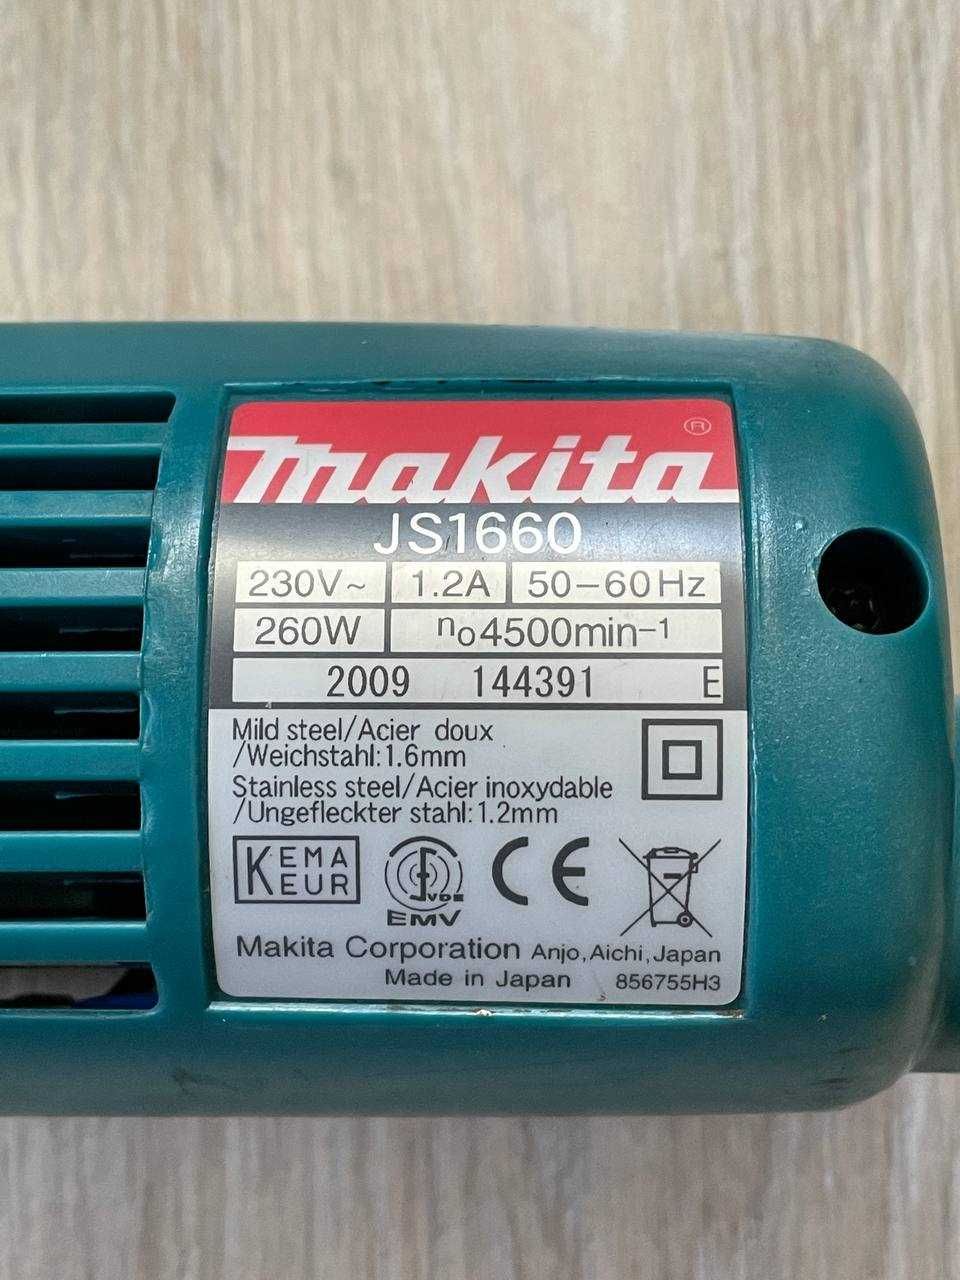 Makita ®
JS1660
230V~ 1.2A 50-60Hz
260W n₀4500min-1
2009 144391 E
Mild steel/Acier doux
/Weichstahl:1.6mm
Stainless steel/Acier inoxydable
/Ungefleckter stahl:1.2mm
KEMA
KEUR
VDE
EMV
CE
Makita Corporation Anjo,Aichi,Japan
Made in Japan 856755H3